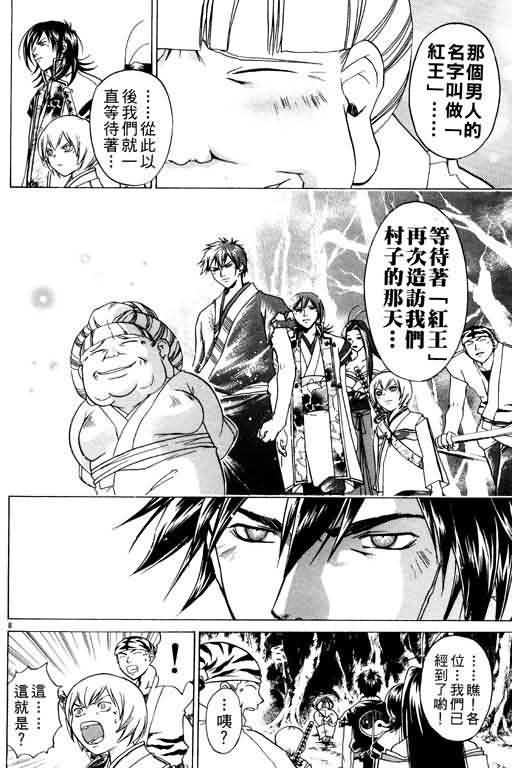 那個男人的
名字叫做「
紅王」……
……從此以
後我們就一
直等待著…
等待著「紅王」
再次造訪我們
村子的那天…
8
……瞧！各
位…我們已
經到了喲！
！
……咦？
這……
這就是？